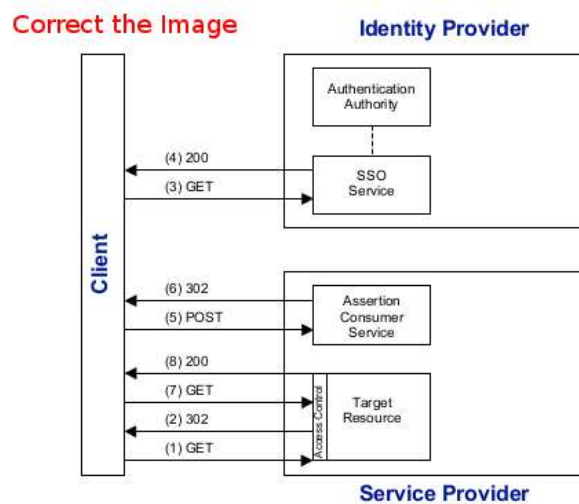 Correct the Image
Identity Provider
Authentication
Authority
(4) 200
SSO
Service
(3) GET
Client
(6) 302
Assertion
Consumer
Service
(5) POST
(8) 200
(7) GET
Access Control
Target
Resource
(2) 302
(1) GET
Service Provider